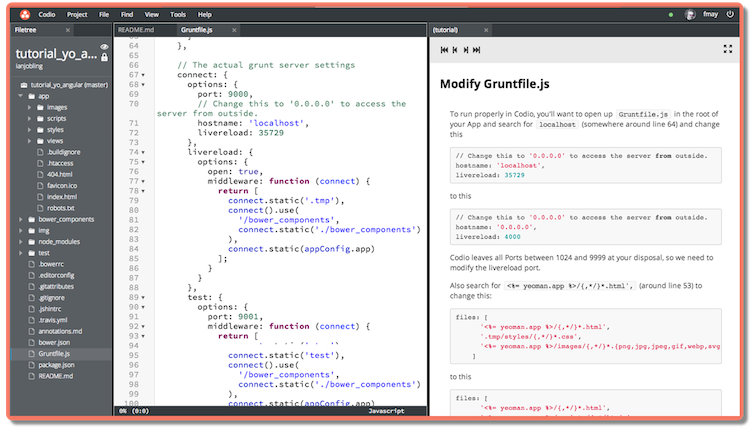 Codio Project File Find View Tools Help fmay
Filetree
tutorial_yo_a...
ianjobling
tutorial_yo_angular (master)
app
images
scripts
styles
views
.buildignore
.htaccess
404.html
favicon.ico
index.html
robots.txt
bower_components
img
node_modules
test
.bowerrc
.editorconfig
.gitattributes
.gitignore
.jshintrc
.travis.yml
annotations.md
bower.json
Gruntfile.js
package.json
README.md
README.md Gruntfile.js
64 },
65
66 // The actual grunt server settings
67 connect: {
68 options: {
69 port: 9000,
70 // Change this to '0.0.0.0' to access the
server from outside.
71 hostname: 'localhost',
72 livereload: 35729
73 },
74 livereload: {
75 options: {
76 open: true,
77 middleware: function (connect) {
78 return [
79 connect.static('.tmp'),
80 connect().use(
81 '/bower_components',
82 connect.static('./bower_components')
83 ),
84 connect.static(appConfig.app)
85 ];
86 }
87 }
88 },
89 test: {
90 options: {
91 port: 9001,
92 middleware: function (connect) {
93 return [
95 connect.static('test'),
96 connect().use(
97 '/bower_components',
98 connect.static('./bower_components')
99 ),
100 connect.static(appConfig.app)
0% (0:0) Javascript
(tutorial)
Modify Gruntfile.js
To run properly in Codio, you'll want to open up Gruntfile.js in the root of
your App and search for localhost (somewhere around line 64) and change
this
// Change this to '0.0.0.0' to access the server from outside.
hostname: 'localhost',
livereload: 35729
to this
// Change this to '0.0.0.0' to access the server from outside.
hostname: '0.0.0.0',
livereload: 4000
Codio leaves all Ports between 1024 and 9999 at your disposal, so we need to
modify the livereload port.
Also search for <%= yeoman.app %>/{,*/}*.html', (around line 53) to
change this:
files: [
'<%= yeoman.app %>/{,*/}*.html',
'.tmp/styles/{,*/}*.css',
'<%= yeoman.app %>/images/{,*/}*.{png,jpg,jpeg,gif,webp,svg
]
to this
files: [
'<%= yeoman.app %>/{,*/}*.html',